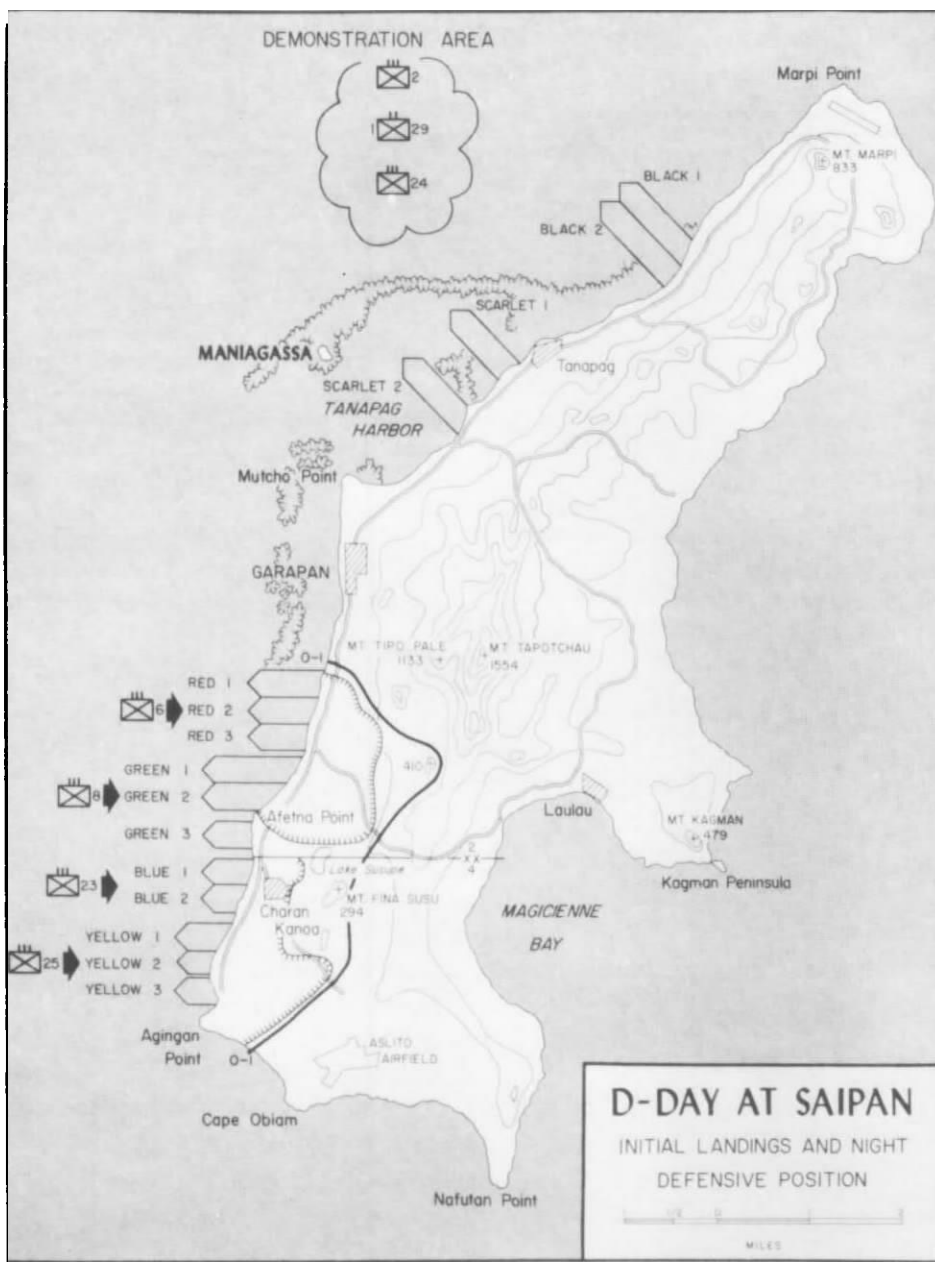 DEMONSTRATION AREA
2
1 29
24
Marpi Point
MT. MARPI
833
BLACK 1
BLACK 2
SCARLET 1
MANIAGASSA
Tanapag
SCARLET 2
TANAPAG
HARBOR
Mutcho Point
GARAPAN
O-1
MT. TIPO PALE
1133
MT. TAPOTCHAU
1554
RED 1
6 RED 2
RED 3
410
GREEN 1
8 GREEN 2
GREEN 3
Afetna Point
Laulau
MT. KAGMAN
479
Kagman Peninsula
2
XX
4
Lake Susupe
BLUE 1
23
BLUE 2
MT. FINA SUSU
294
Charan
Kanoa
MAGICIENNE
BAY
YELLOW 1
25 YELLOW 2
YELLOW 3
Agingan
Point
O-1
ASLITO
AIRFIELD
Cape Obiam
Nafutan Point
D-DAY AT SAIPAN
INITIAL LANDINGS AND NIGHT
DEFENSIVE POSITION
MILES